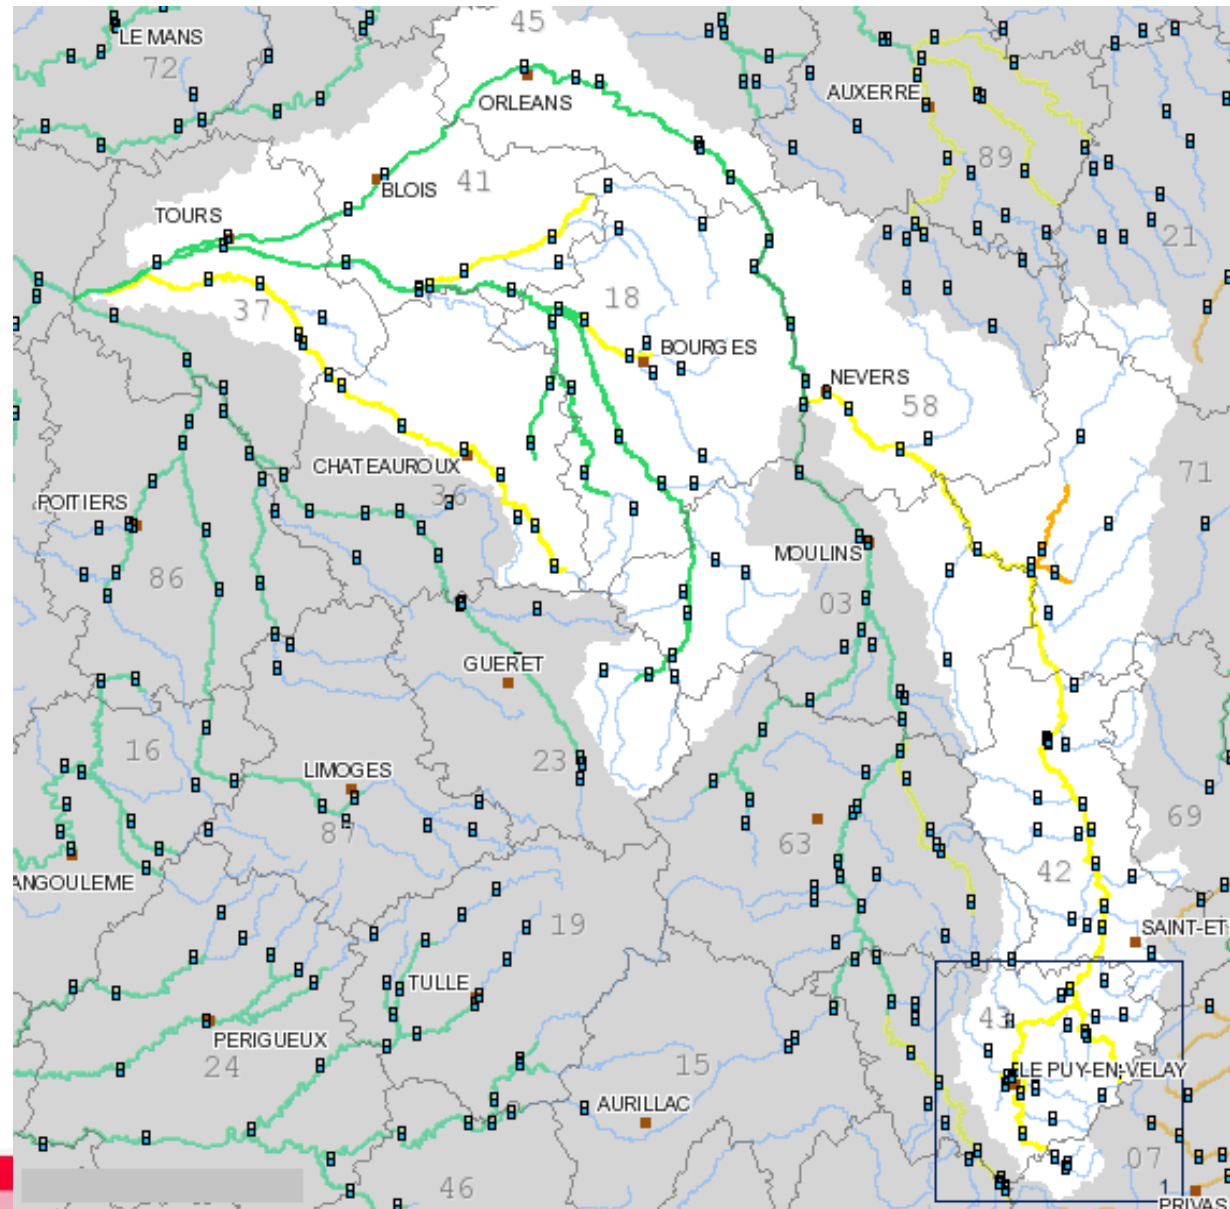 45
LE MANS
72
ORLEANS
AUXERRE
89
BLOIS
41
TOURS
21
37
18
BOURGES
NEVERS
58
CHATEAUROUX
36
71
POITIERS
MOULINS
86
03
GUERET
16
23
LIMOGES
87
63
69
ANGOULEME
42
19
SAINT-ET
TULLE
43
PERIGUEUX
24
15
LE PUY-EN-VELAY
AURILLAC
07
46
1
PRIVAS